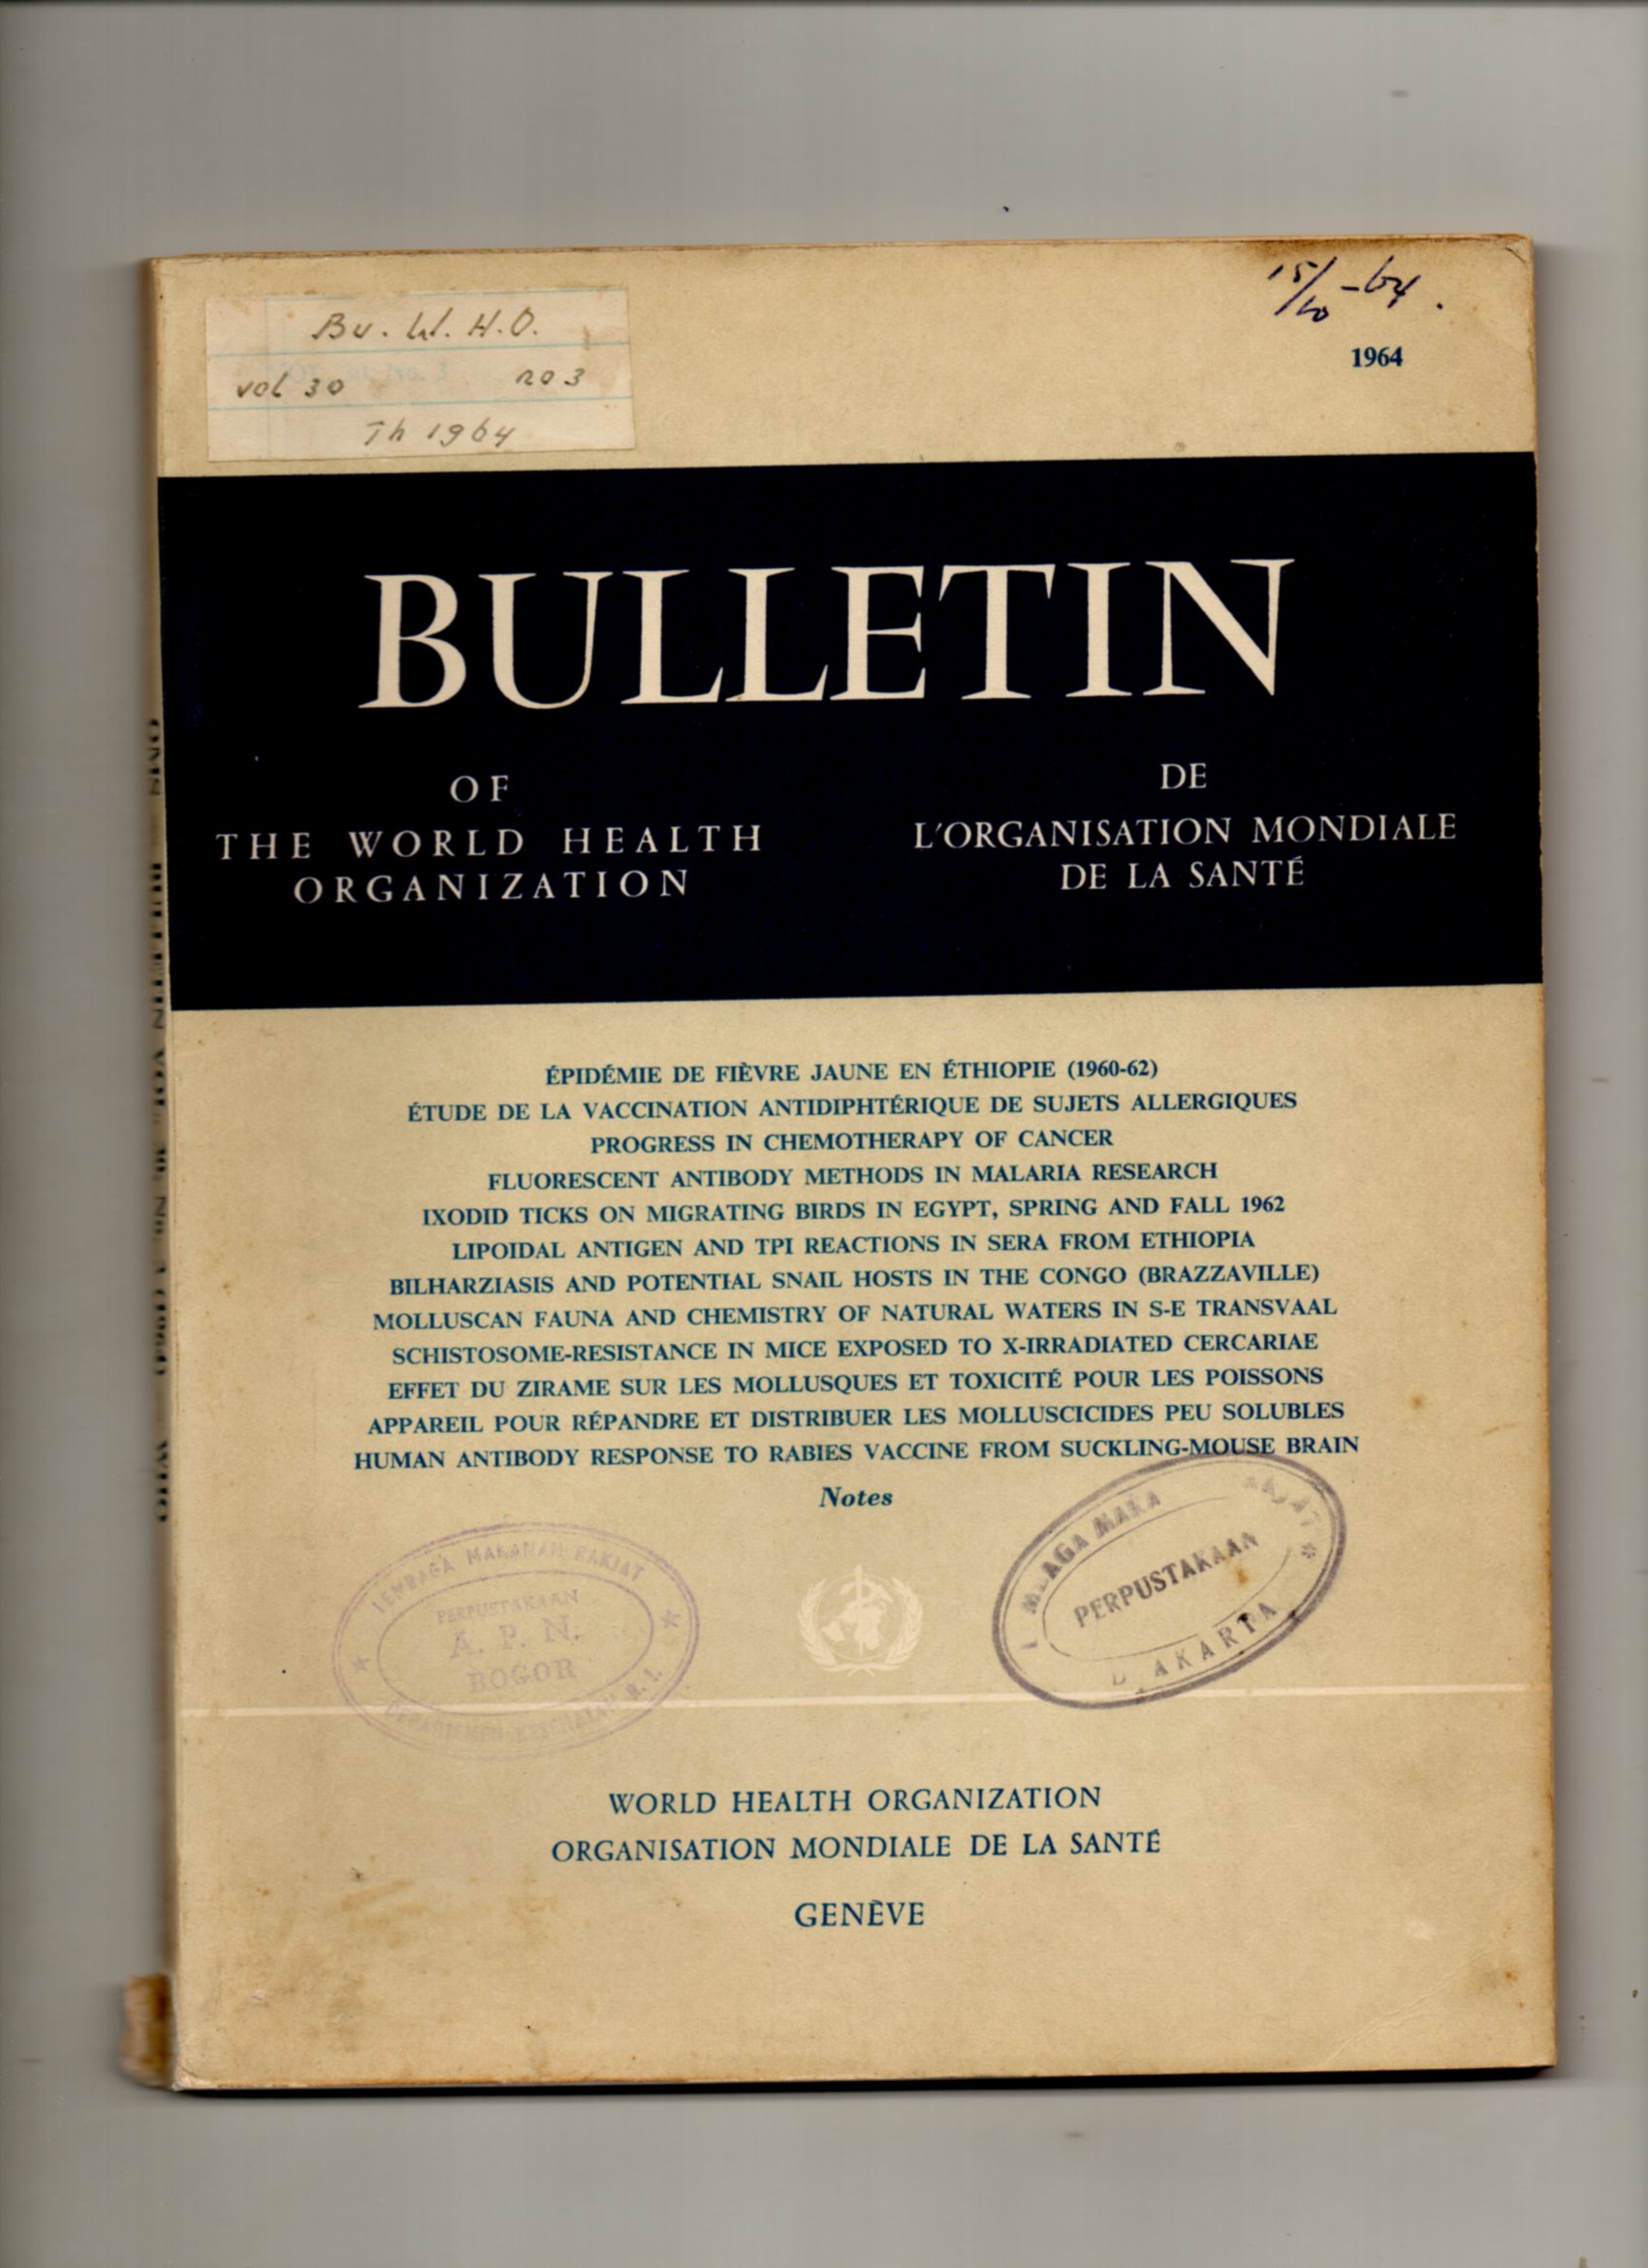 Bu. W. H. O.
vol 30 no 3
Th 1964
15/10 -64.
1964
BULLETIN
OF
THE WORLD HEALTH
ORGANIZATION
DE
L'ORGANISATION MONDIALE
DE LA SANTÉ
ÉPIDÉMIE DE FIÈVRE JAUNE EN ÉTHIOPIE (1960-62)
ÉTUDE DE LA VACCINATION ANTIDIPHTÉRIQUE DE SUJETS ALLERGIQUES
PROGRESS IN CHEMOTHERAPY OF CANCER
FLUORESCENT ANTIBODY METHODS IN MALARIA RESEARCH
IXODID TICKS ON MIGRATING BIRDS IN EGYPT, SPRING AND FALL 1962
LIPOIDAL ANTIGEN AND TPI REACTIONS IN SERA FROM ETHIOPIA
BILHARZIASIS AND POTENTIAL SNAIL HOSTS IN THE CONGO (BRAZZAVILLE)
MOLLUSCAN FAUNA AND CHEMISTRY OF NATURAL WATERS IN S-E TRANSVAAL
SCHISTOSOME-RESISTANCE IN MICE EXPOSED TO X-IRRADIATED CERCARIAE
EFFET DU ZIRAME SUR LES MOLLUSQUES ET TOXICITÉ POUR LES POISSONS
APPAREIL POUR RÉPANDRE ET DISTRIBUER LES MOLLUSCICIDES PEU SOLUBLES
HUMAN ANTIBODY RESPONSE TO RABIES VACCINE FROM SUCKLING-MOUSE BRAIN
Notes
LEMBAGA MAKANAN RAKJAT
PERPUSTAKAAN
A. P. N.
BOGOR
DEPARTEMEN KESEHATAN R.I.
PERPUSTAKAAN
WORLD HEALTH ORGANIZATION
ORGANISATION MONDIALE DE LA SANTÉ
GENÈVE